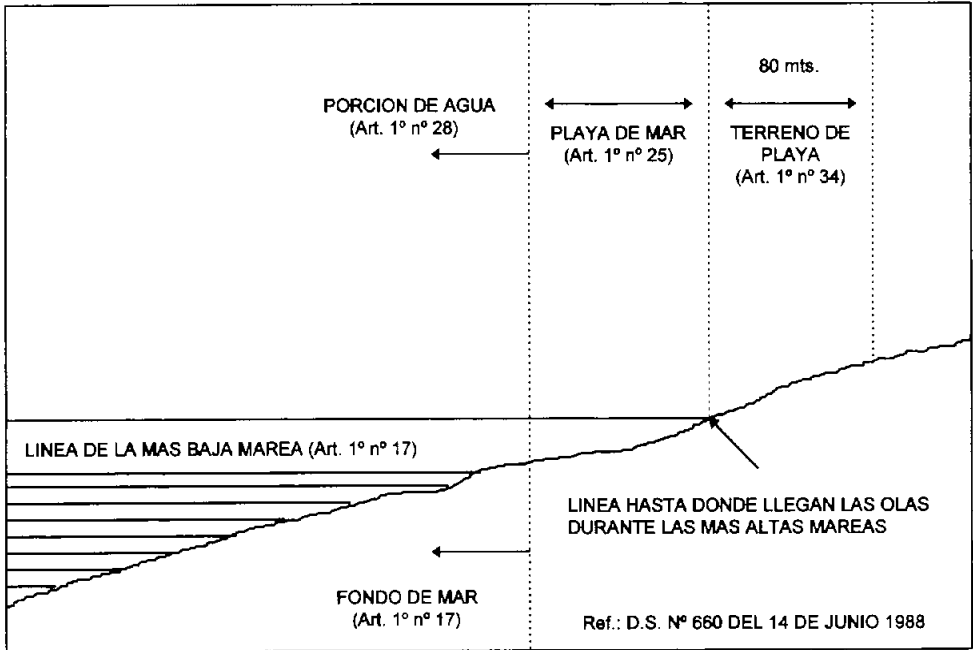 80 mts.
PORCION DE AGUA
(Art. 1º nº 28)
PLAYA DE MAR
(Art. 1º nº 25)
TERRENO DE
PLAYA
(Art. 1º nº 34)
LINEA DE LA MAS BAJA MAREA (Art. 1º nº 17)
LINEA HASTA DONDE LLEGAN LAS OLAS
DURANTE LAS MAS ALTAS MAREAS
FONDO DE MAR
(Art. 1º nº 17)
Ref.: D.S. Nº 660 DEL 14 DE JUNIO 1988